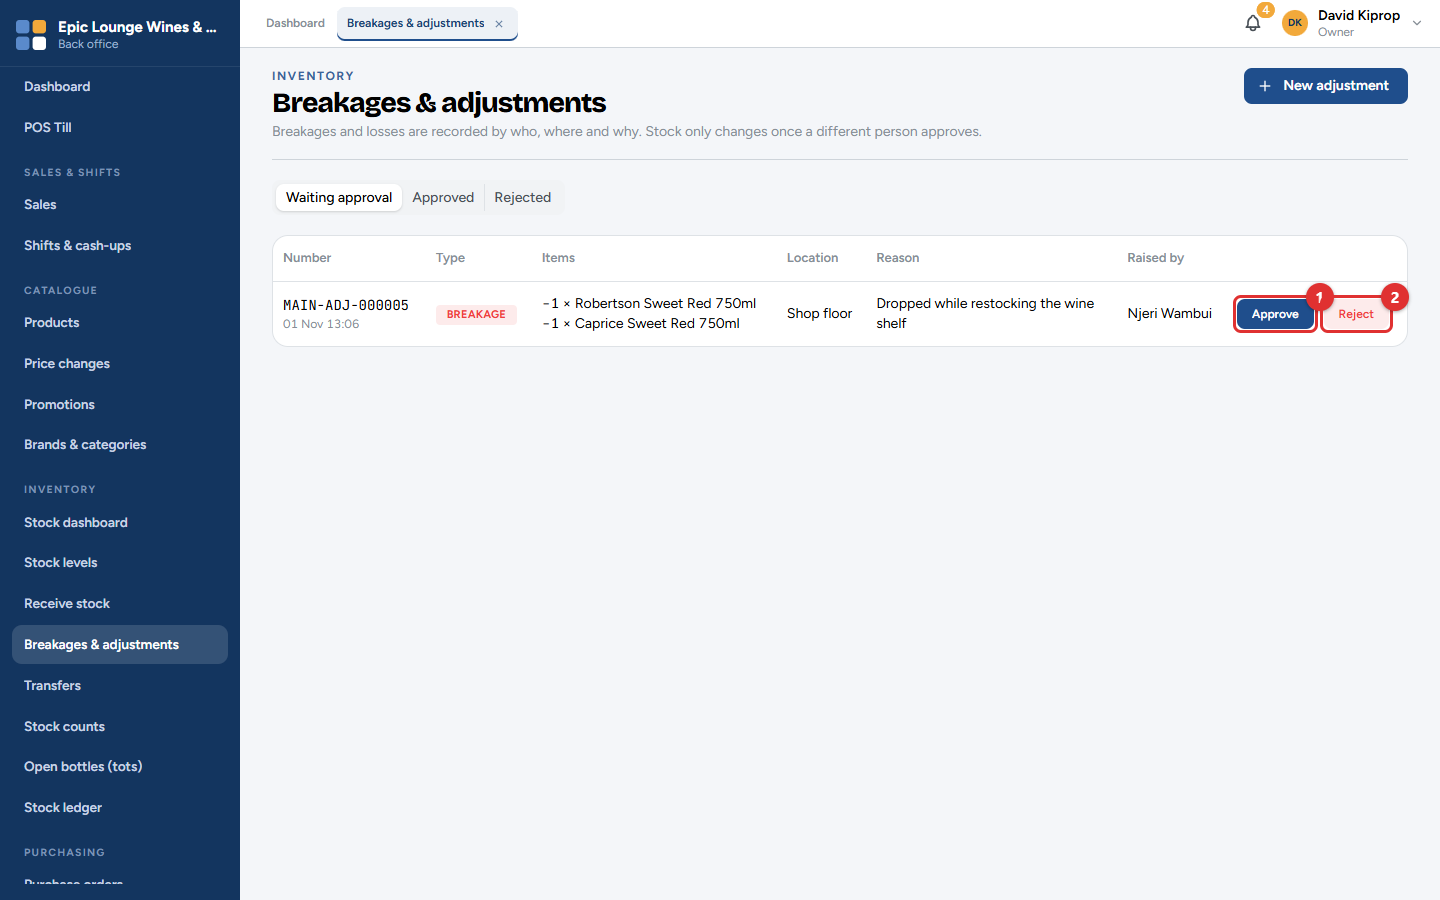 Epic Lounge Wines & ...
Back office
Dashboard
POS Till
SALES & SHIFTS
Sales
Shifts & cash-ups
CATALOGUE
Products
Price changes
Promotions
Brands & categories
INVENTORY
Stock dashboard
Stock levels
Receive stock
Breakages & adjustments
Transfers
Stock counts
Open bottles (tots)
Stock ledger
PURCHASING
Purchase orders
Dashboard
Breakages & adjustments ×
4
DK
David Kiprop
Owner
INVENTORY
Breakages & adjustments
Breakages and losses are recorded by who, where and why. Stock only changes once a different person approves.
+ New adjustment
Waiting approval Approved Rejected
Number Type Items Location Reason Raised by
MAIN-ADJ-000005
01 Nov 13:06
BREAKAGE
−1 × Robertson Sweet Red 750ml
−1 × Caprice Sweet Red 750ml
Shop floor
Dropped while restocking the wine
shelf
Njeri Wambui
Approve
1
Reject
2